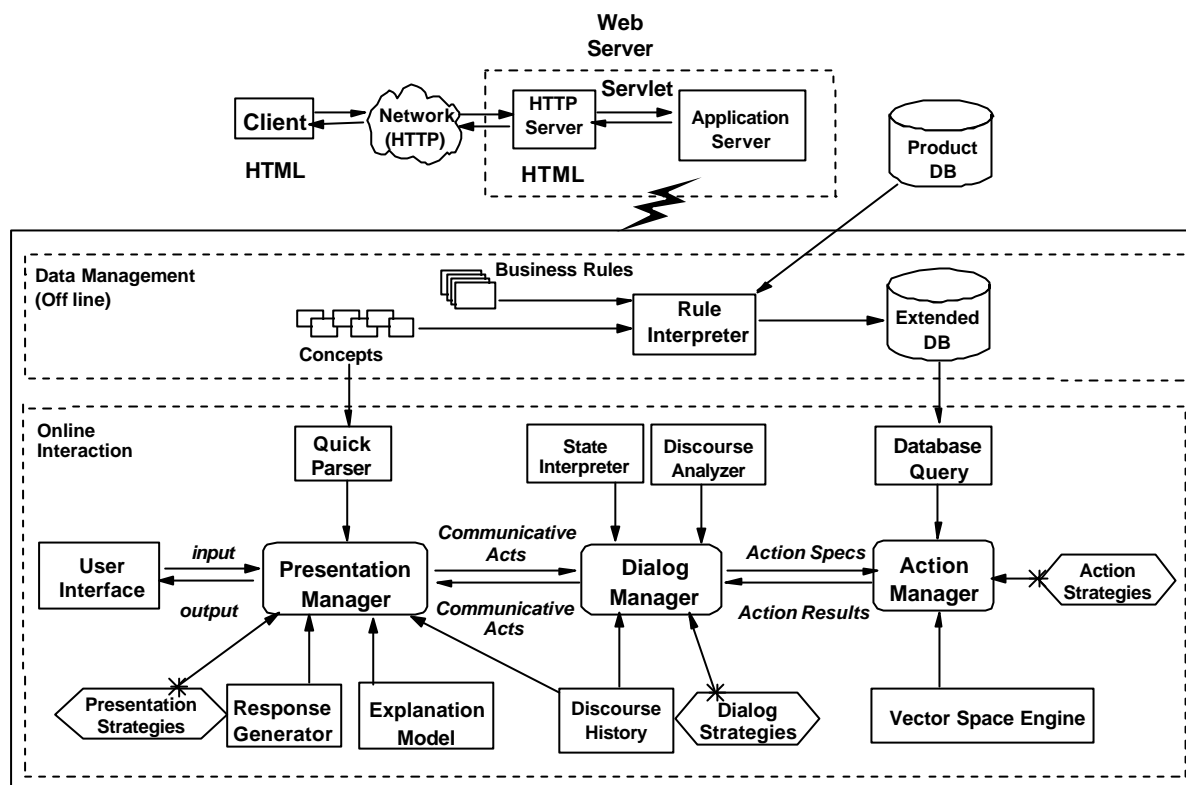 Web
Server
Servlet
Client
Network
(HTTP)
HTTP
Server
Application
Server
HTML
HTML
Product
DB
Data Management
(Off line)
Business Rules
Rule
Interpreter
Extended
DB
Concepts
Online
Interaction
Quick
Parser
State
Interpreter
Discourse
Analyzer
Database
Query
User
Interface
input
output
Presentation
Manager
Communicative
Acts
Communicative
Acts
Dialog
Manager
Action Specs
Action Results
Action
Manager
Action
Strategies
Presentation
Strategies
Response
Generator
Explanation
Model
Discourse
History
Dialog
Strategies
Vector Space Engine